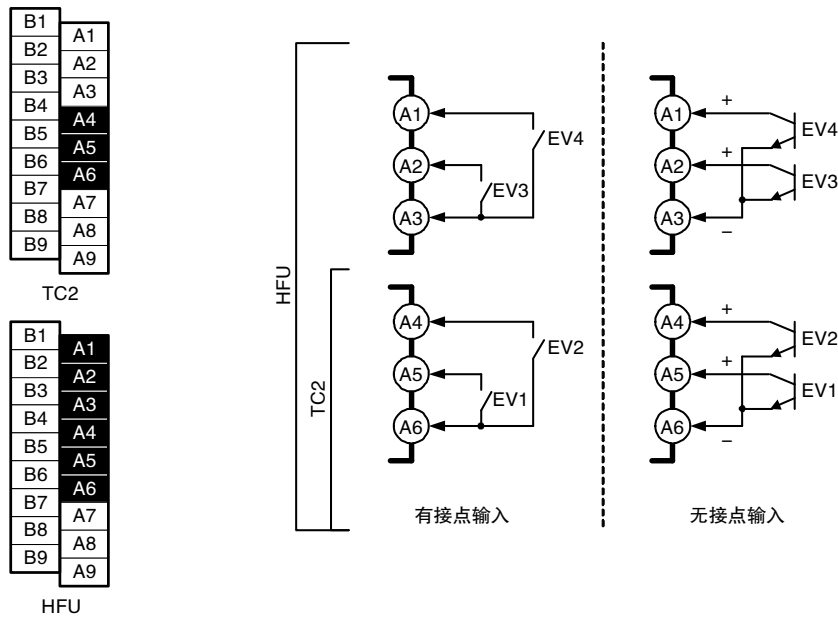 B1
B2
B3
B4
B5
B6
B7
B8
B9
A1
A2
A3
A4
A5
A6
A7
A8
A9
TC2
B1
B2
B3
B4
B5
B6
B7
B8
B9
A1
A2
A3
A4
A5
A6
A7
A8
A9
HFU
HFU
TC2
A1
A2
A3
EV4
EV3
A4
A5
A6
EV2
EV1
有接点输入
A1
A2
A3
+
+
−
EV4
EV3
A4
A5
A6
+
+
−
EV2
EV1
无接点输入